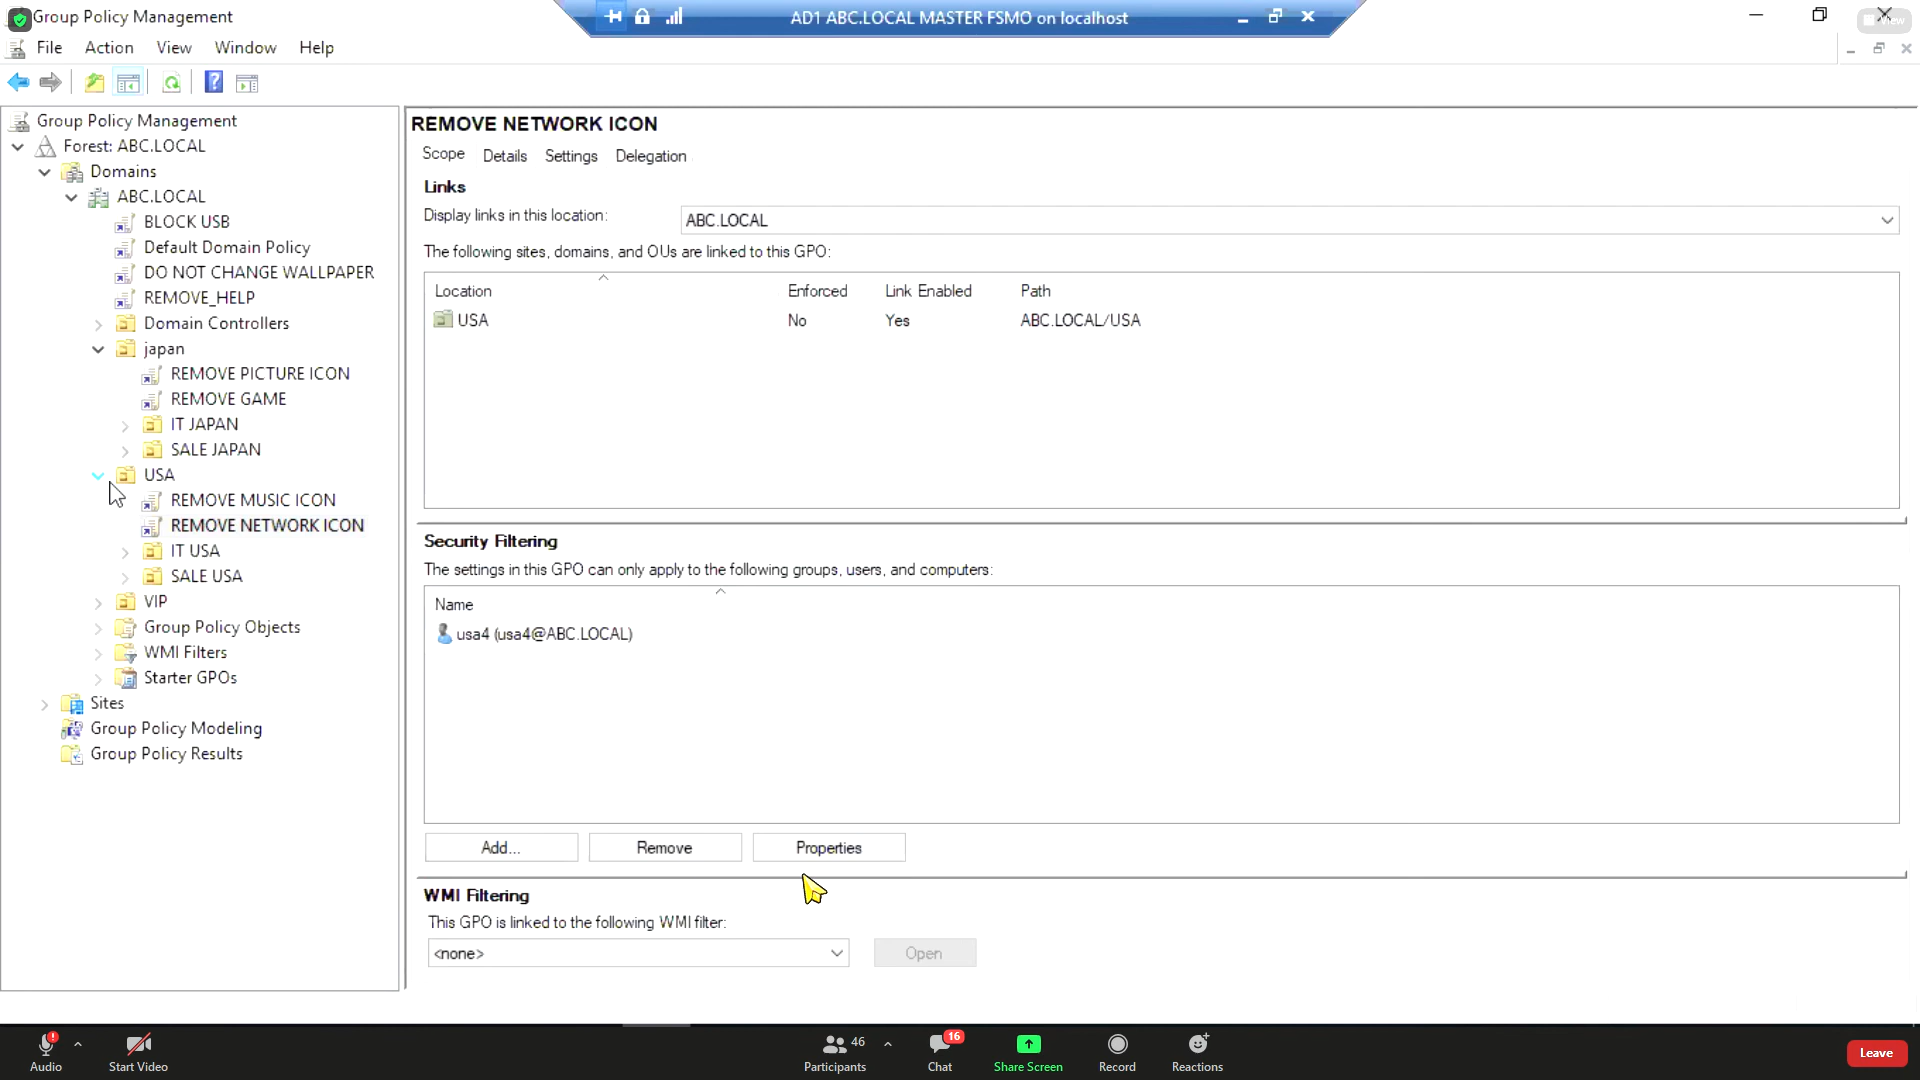 Group Policy Management
AD1 ABC.LOCAL MASTER FSMO on localhost
View
File Action View Window Help
Group Policy Management
Forest: ABC.LOCAL
Domains
ABC.LOCAL
BLOCK USB
Default Domain Policy
DO NOT CHANGE WALLPAPER
REMOVE_HELP
Domain Controllers
japan
REMOVE PICTURE ICON
REMOVE GAME
IT JAPAN
SALE JAPAN
USA
REMOVE MUSIC ICON
REMOVE NETWORK ICON
IT USA
SALE USA
VIP
Group Policy Objects
WMI Filters
Starter GPOs
Sites
Group Policy Modeling
Group Policy Results
REMOVE NETWORK ICON
Scope Details Settings Delegation
Links
Display links in this location: ABC.LOCAL
The following sites, domains, and OUs are linked to this GPO:
Location Enforced Link Enabled Path
USA No Yes ABC.LOCAL/USA
Security Filtering
The settings in this GPO can only apply to the following groups, users, and computers:
Name
usa4 (usa4@ABC.LOCAL)
Add... Remove Properties
WMI Filtering
This GPO is linked to the following WMI filter:
<none> Open
46 16
Audio Start Video Participants Chat Share Screen Record Reactions Leave